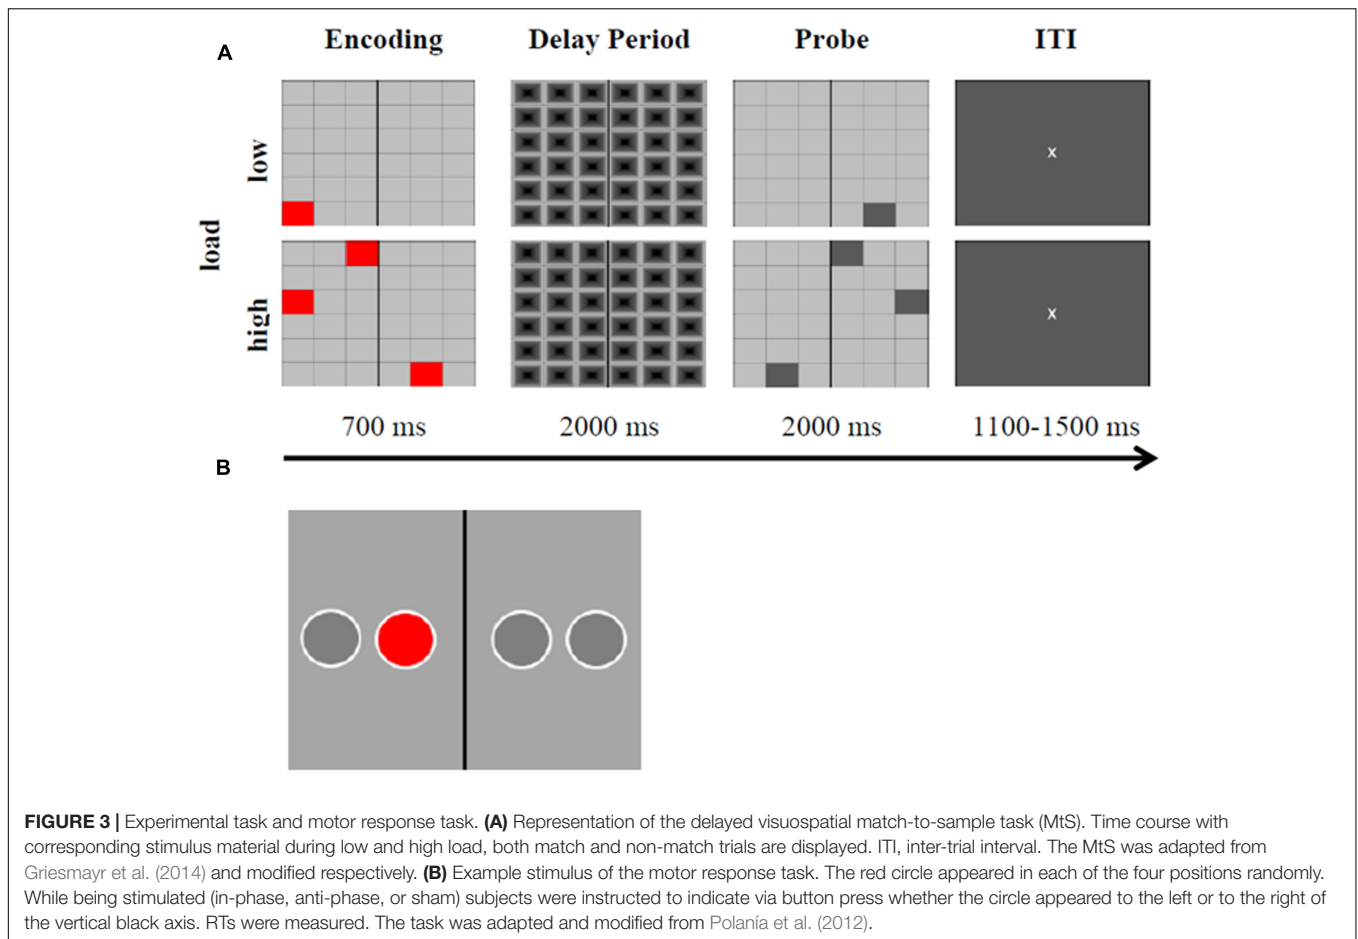 A
Encoding Delay Period Probe ITI
low
x
load
high
x
700 ms 2000 ms 2000 ms 1100-1500 ms
B
FIGURE 3 | Experimental task and motor response task. (A) Representation of the delayed visuospatial match-to-sample task (MtS). Time course with
corresponding stimulus material during low and high load, both match and non-match trials are displayed. ITI, inter-trial interval. The MtS was adapted from
Griesmayr et al. (2014) and modified respectively. (B) Example stimulus of the motor response task. The red circle appeared in each of the four positions randomly.
While being stimulated (in-phase, anti-phase, or sham) subjects were instructed to indicate via button press whether the circle appeared to the left or to the right of
the vertical black axis. RTs were measured. The task was adapted and modified from Polanía et al. (2012).